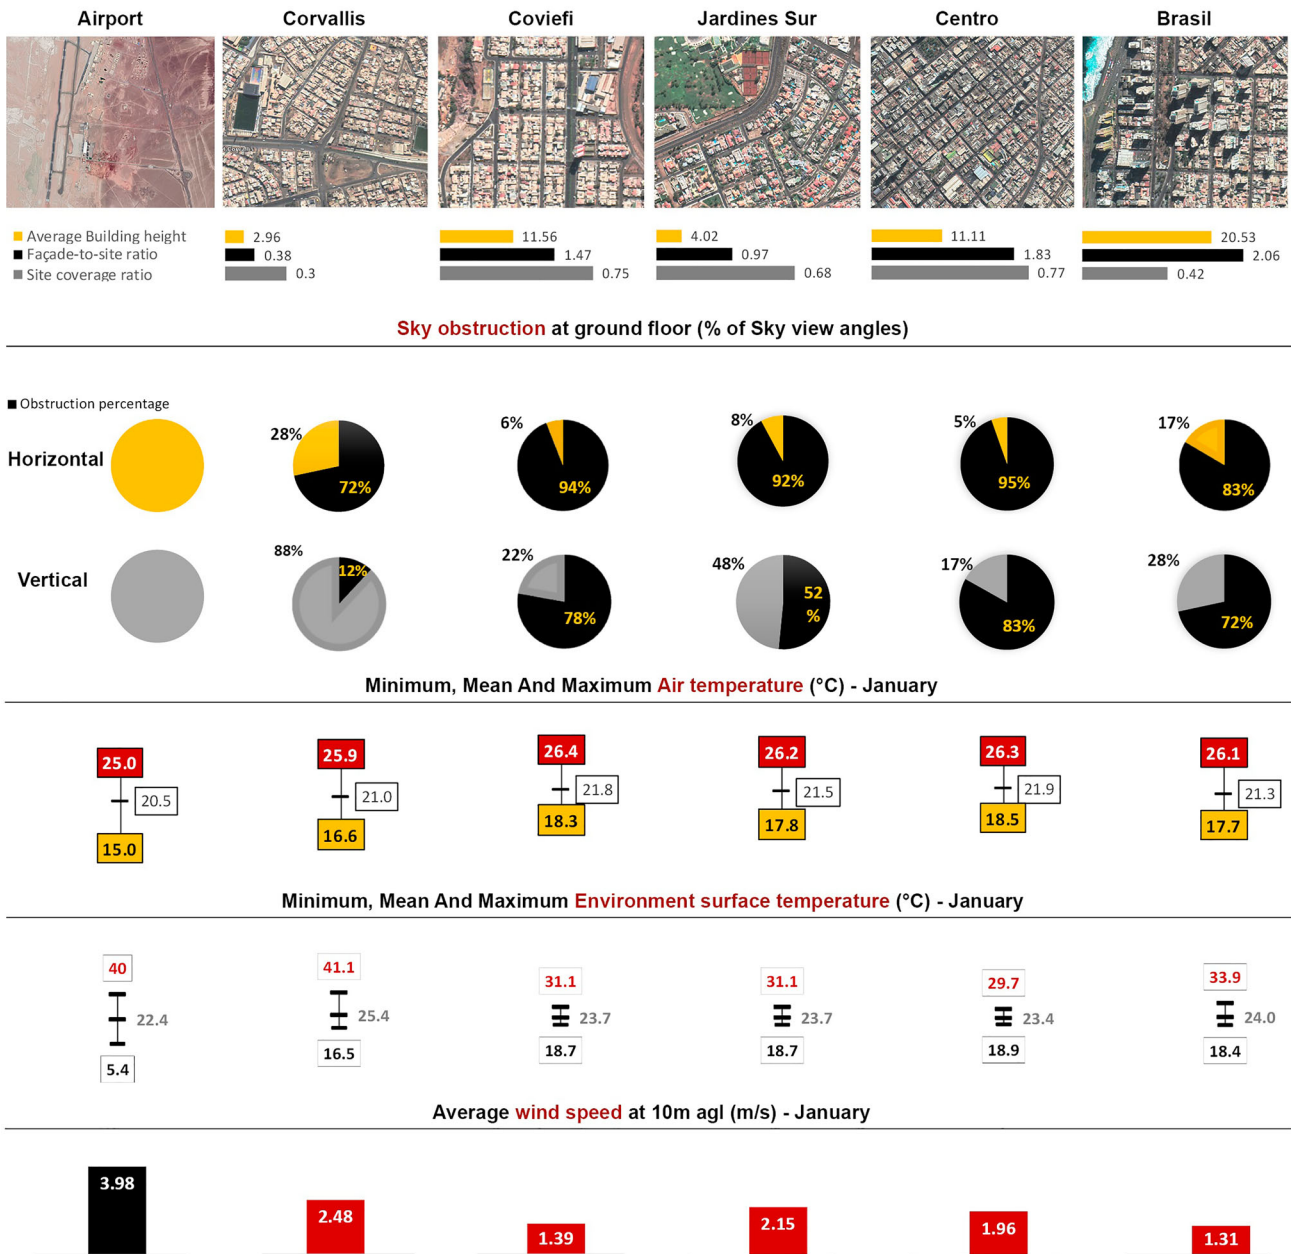 Airport Corvallis Coviefi Jardines Sur Centro Brasil
Average Building height 2.96 11.56 4.02 11.11 20.53
Façade-to-site ratio 0.38 1.47 0.97 1.83 2.06
Site coverage ratio 0.3 0.75 0.68 0.77 0.42
Sky obstruction at ground floor (% of Sky view angles)
Obstruction percentage
Horizontal 28% 72% 6% 94% 8% 92% 5% 95% 17% 83%
Vertical 88% 12% 22% 78% 48% 52 % 17% 83% 28% 72%
Minimum, Mean And Maximum Air temperature (°C) - January
25.0 25.9 26.4 26.2 26.3 26.1
20.5 21.0 21.8 21.5 21.9 21.3
15.0 16.6 18.3 17.8 18.5 17.7
Minimum, Mean And Maximum Environment surface temperature (°C) - January
40 41.1 31.1 31.1 29.7 33.9
22.4 25.4 23.7 23.7 23.4 24.0
5.4 16.5 18.7 18.7 18.9 18.4
Average wind speed at 10m agl (m/s) - January
3.98 2.48 1.39 2.15 1.96 1.31